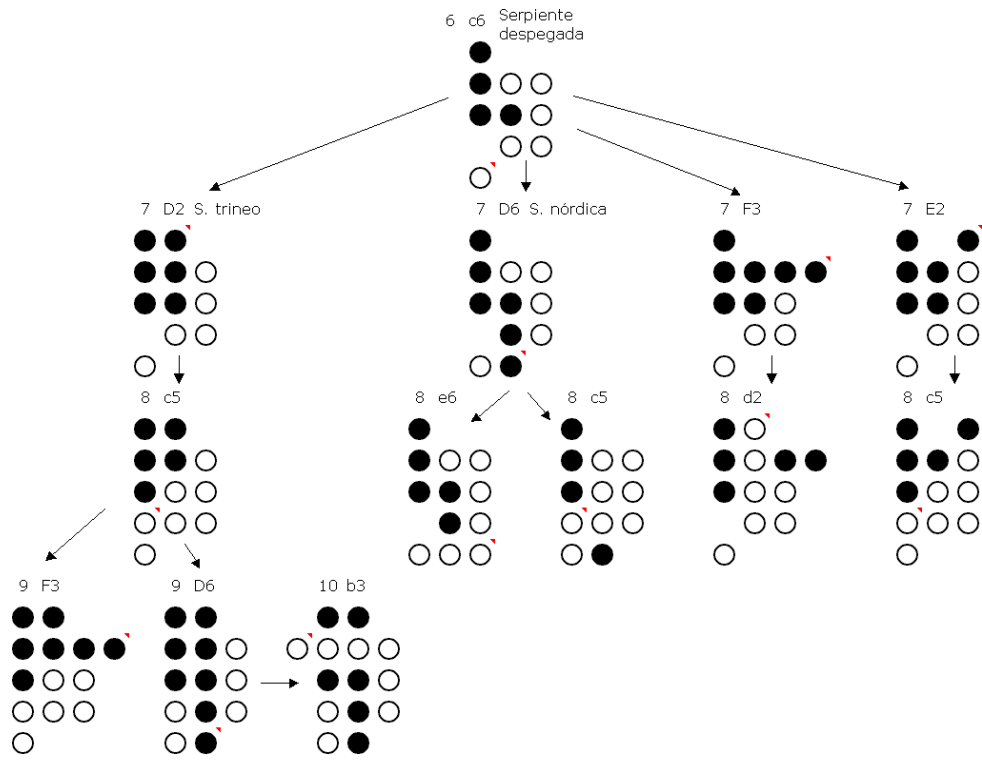 6 c6 Serpiente
despegada
7 D2 S. trineo
7 D6 S. nórdica
7 F3
7 E2
8 c5
8 e6
8 c5
8 d2
8 c5
9 F3
9 D6
10 b3